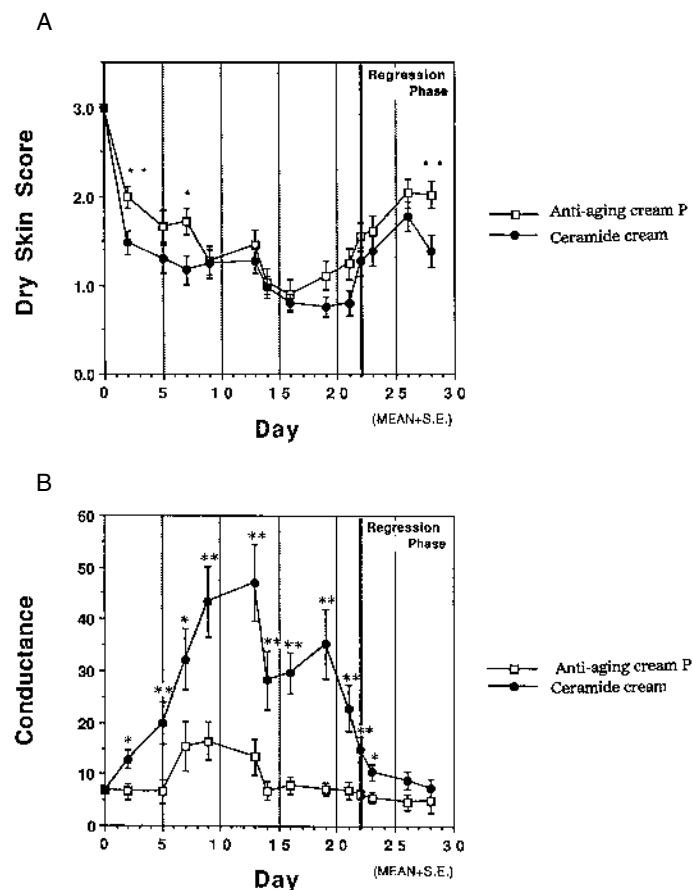 A
Regression
Phase
3.0
2.0
1.0
0.0
Dry Skin Score
** 
*
**
0 5 10 15 20 25 30
Day
(MEAN+S.E.)
Anti-aging cream P
Ceramide cream
B
Regression
Phase
60
50
40
30
20
10
0
Conductance
* ** * ** ** ** ** ** ** ** *
0 5 10 15 20 25 30
Day
(MEAN+S.E.)
Anti-aging cream P
Ceramide cream